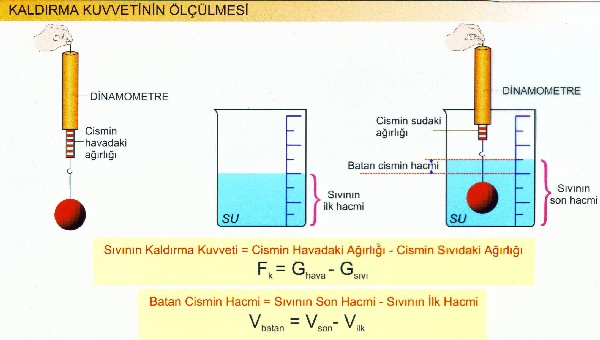 KALDIRMA KUVVETİNİN ÖLÇÜLMESİ
DİNAMOMETRE
Cismin
havadaki
ağırlığı
SU
Sıvının
ilk hacmi
DİNAMOMETRE
Cismin sudaki
ağırlığı
Batan cismin hacmi
SU
Sıvının
son hacmi
Sıvının Kaldırma Kuvveti = Cismin Havadaki Ağırlığı - Cismin Sıvıdaki Ağırlığı
Fk = Ghava - Gsıvı
Batan Cismin Hacmi = Sıvının Son Hacmi - Sıvının İlk Hacmi
Vbatan = Vson - Vilk